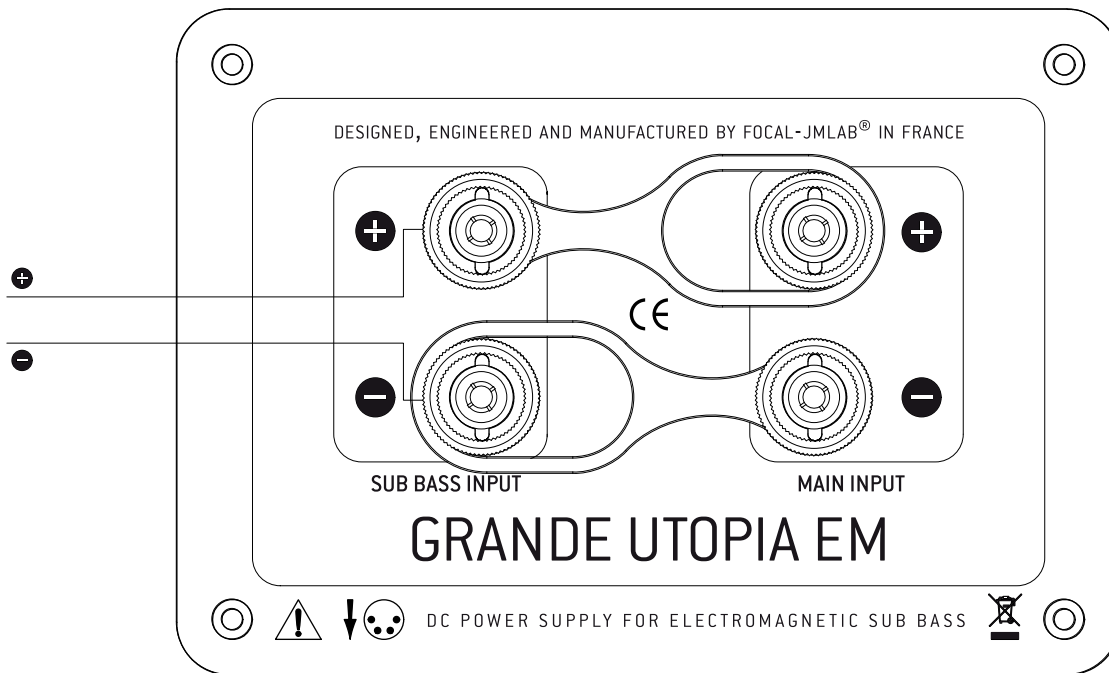 DESIGNED, ENGINEERED AND MANUFACTURED BY FOCAL-JMLAB® IN FRANCE
+ +
+
CE
−
− −
SUB BASS INPUT MAIN INPUT
GRANDE UTOPIA EM
DC POWER SUPPLY FOR ELECTROMAGNETIC SUB BASS